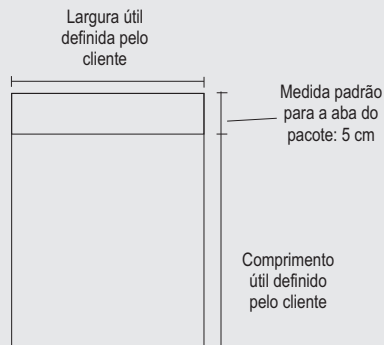 Largura útil
definida pelo
cliente
Medida padrão
para a aba do
pacote: 5 cm
Comprimento
útil definido
pelo cliente